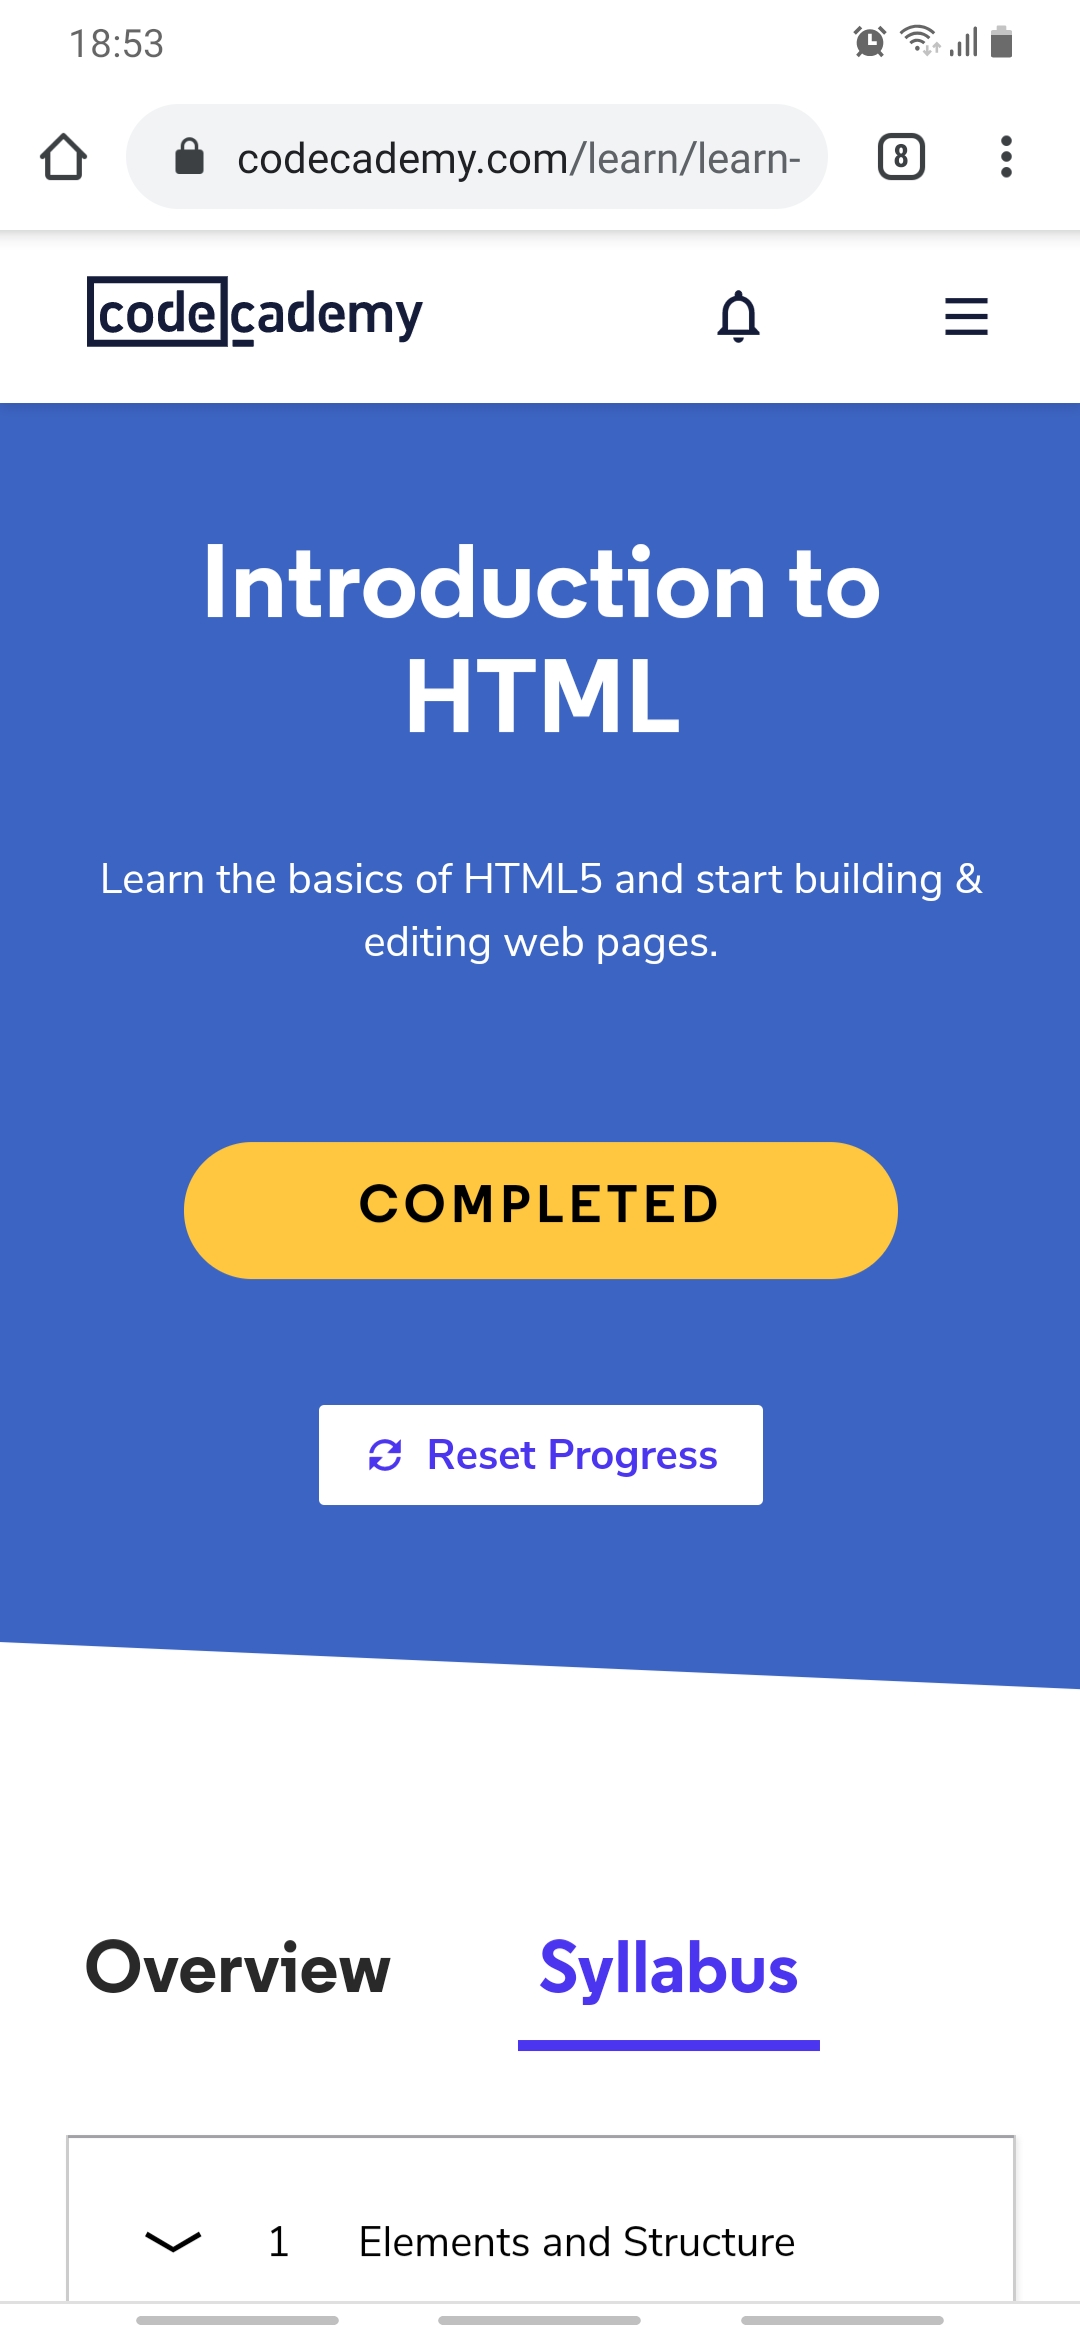 18:53
codecademy.com/learn/learn-
8
codecademy
Introduction to
HTML
Learn the basics of HTML5 and start building &
editing web pages.
COMPLETED
Reset Progress
Overview Syllabus
1 Elements and Structure